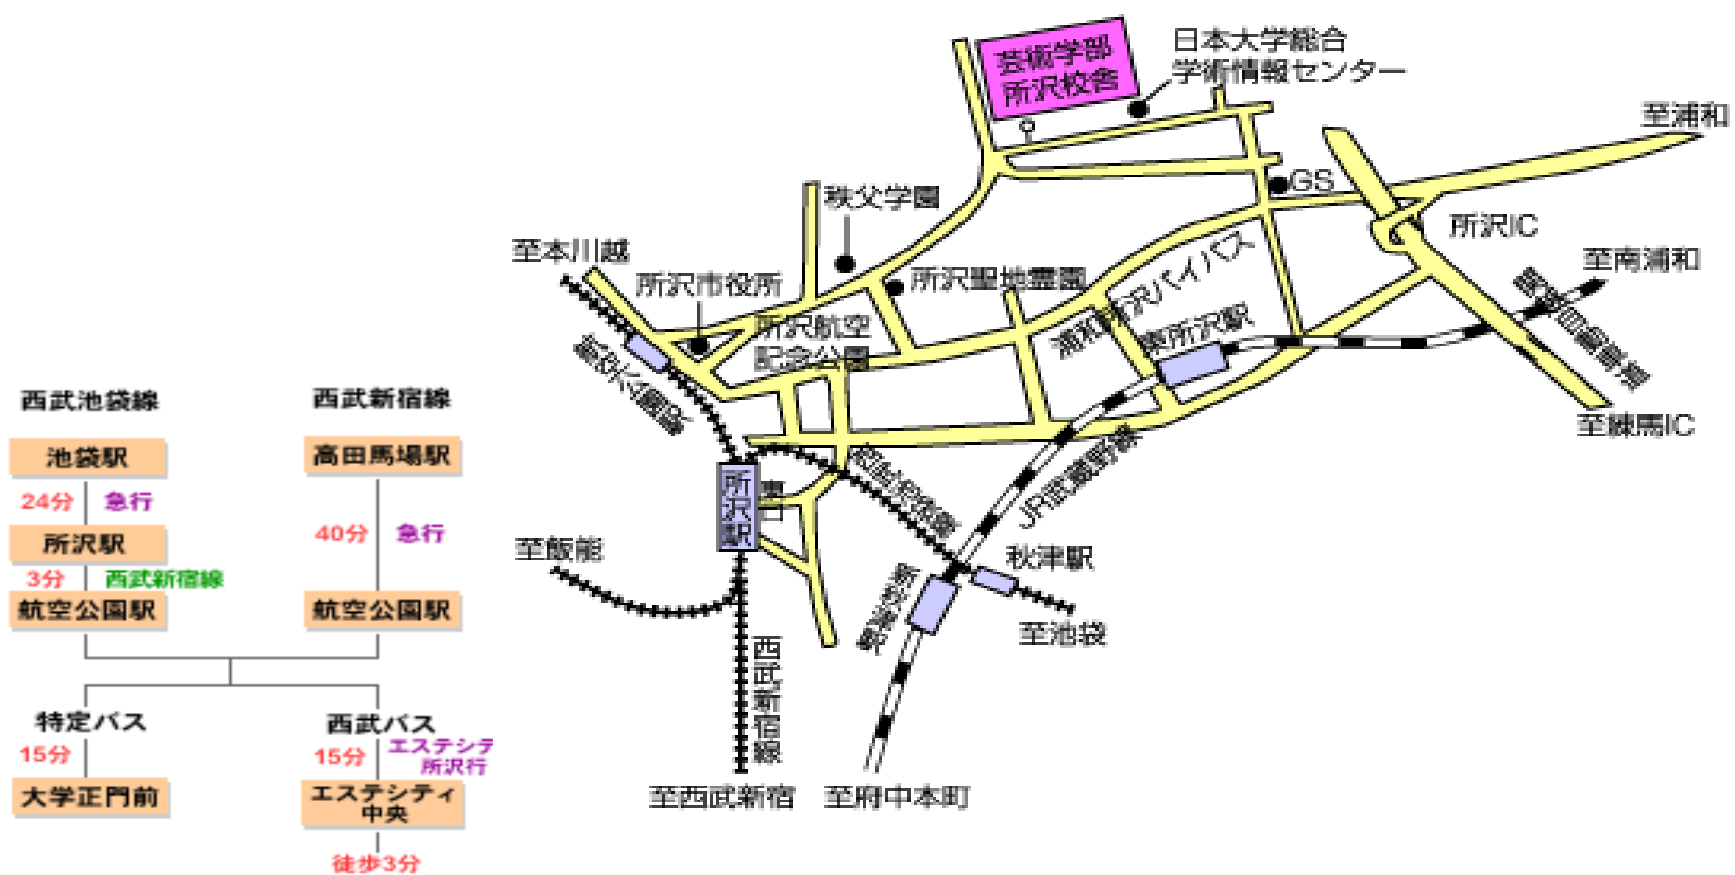 西武池袋線
池袋駅
24分 急行
所沢駅
3分 西武新宿線
航空公園駅
西武新宿線
高田馬場駅
40分 急行
航空公園駅
特定バス
15分
大学正門前
西武バス
15分 エステシテ
所沢行
エステシティ
中央
徒歩3分
芸術学部
所沢校舎
日本大学総合
学術情報センター
至浦和
GS
所沢IC
至南浦和
秩父学園
至本川越
所沢市役所
所沢聖地霊園
所沢航空
記念公園
浦和所沢バイパス
東所沢駅
航空公園駅
関越自動車道
至練馬IC
所沢駅
東口
JR武蔵野線
至飯能
秋津駅
新秋津駅
至池袋
西武新宿線
至西武新宿
至府中本町